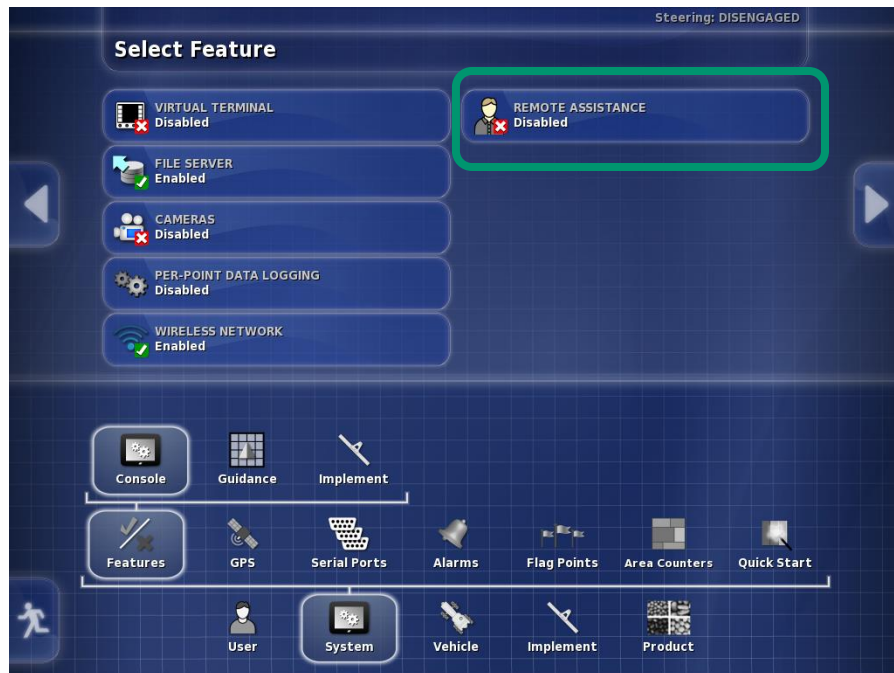 Steering: DISENGAGED
Select Feature
VIRTUAL TERMINAL
Disabled
REMOTE ASSISTANCE
Disabled
FILE SERVER
Enabled
CAMERAS
Disabled
PER-POINT DATA LOGGING
Disabled
WIRELESS NETWORK
Enabled
Console Guidance Implement
Features GPS Serial Ports Alarms Flag Points Area Counters Quick Start
User System Vehicle Implement Product